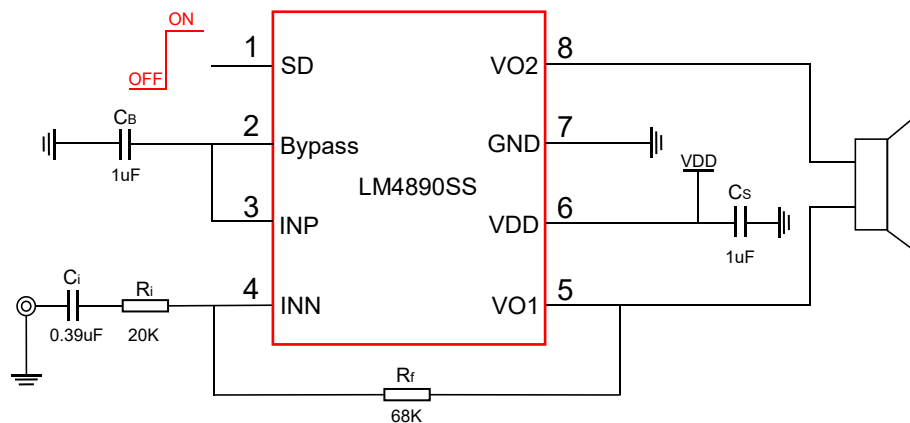 ON
OFF
1
SD
VO2
8
CB
1uF
2
Bypass
GND
7
LM4890SS
VDD
3
INP
VDD
6
CS
1uF
Ci
0.39uF
Ri
20K
4
INN
VO1
5
Rf
68K